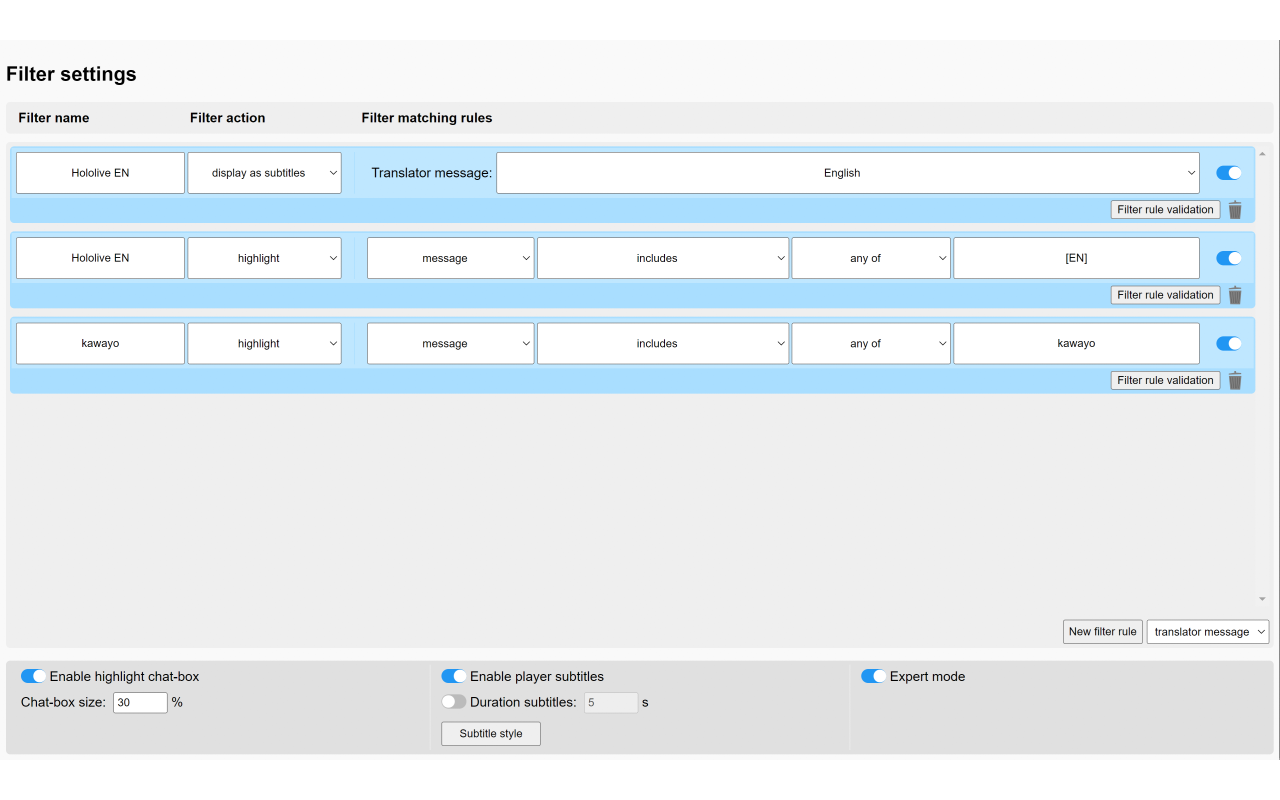 Filter settings
Filter name Filter action Filter matching rules
Hololive EN display as subtitles Translator message: English
Filter rule validation
Hololive EN highlight message includes any of [EN]
Filter rule validation
kawayo highlight message includes any of kawayo
Filter rule validation
New filter rule translator message
Enable highlight chat-box Enable player subtitles Expert mode
Chat-box size: 30 % Duration subtitles: 5 s
Subtitle style